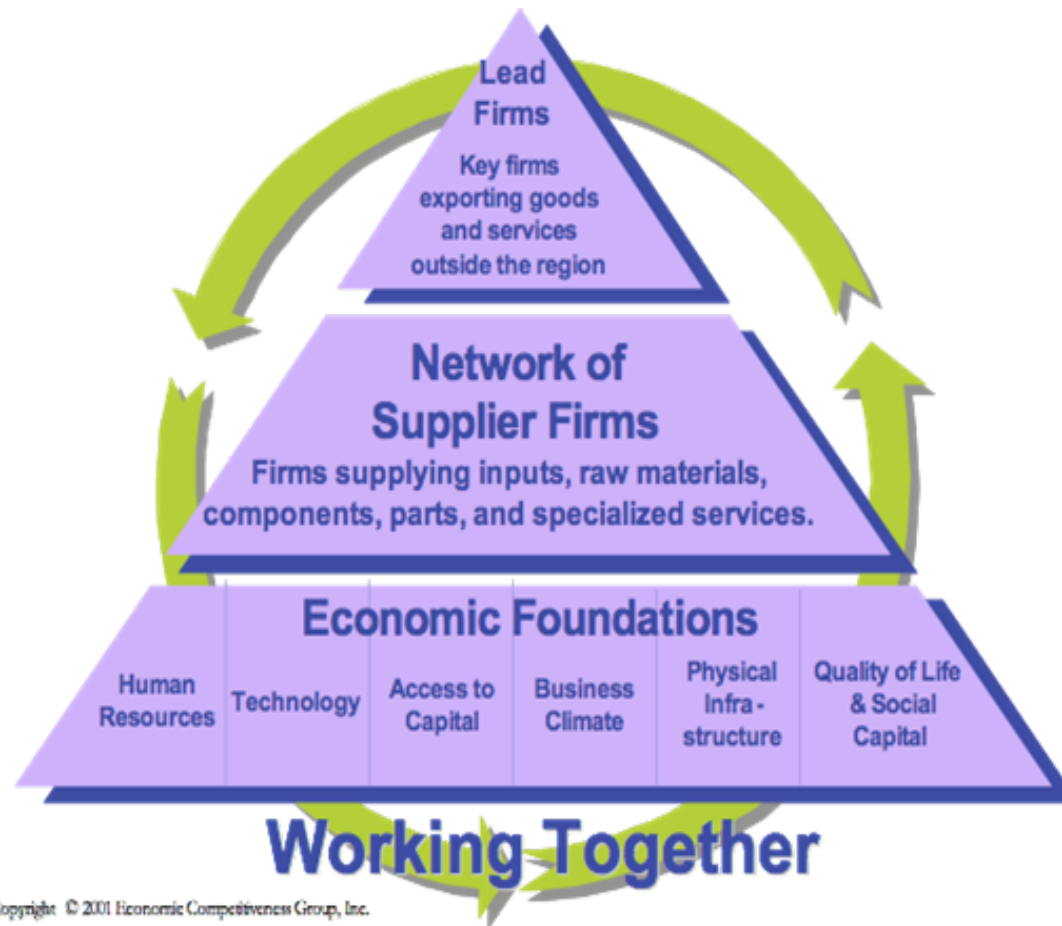 Lead
Firms
Key firms
exporting goods
and services
outside the region
Network of
Supplier Firms
Firms supplying inputs, raw materials,
components, parts, and specialized services.
Economic Foundations
Human
Resources
Technology
Access to
Capital
Business
Climate
Physical
Infra -
structure
Quality of Life
& Social
Capital
Working Together
Copyright © 2001 Economic Competitiveness Group, Inc.